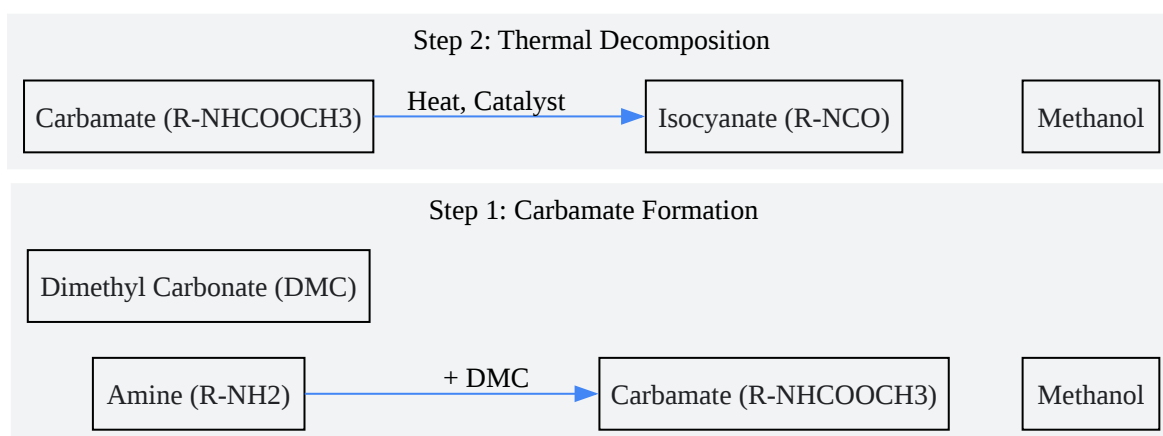 Step 2: Thermal Decomposition
Carbamate (R-NHCOOCH3)
Heat, Catalyst
Isocyanate (R-NCO)
Methanol
Step 1: Carbamate Formation
Dimethyl Carbonate (DMC)
Amine (R-NH2)
+ DMC
Carbamate (R-NHCOOCH3)
Methanol